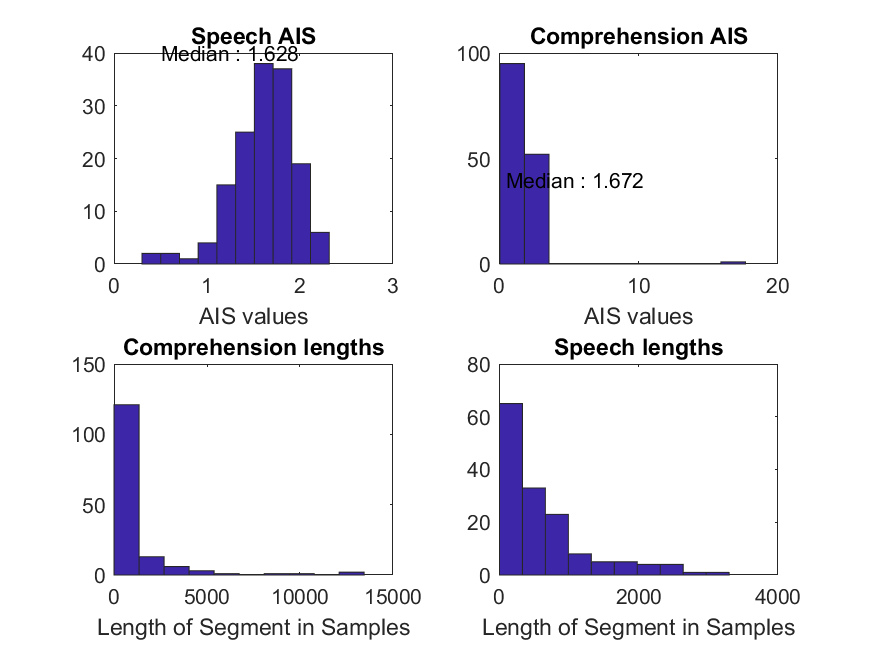 Speech AIS
Median : 1.628
40
30
20
10
0
0 1 2 3
AIS values
Comprehension AIS
100
50
0
Median : 1.672
0 10 20
AIS values
Comprehension lengths
150
100
50
0
0 5000 10000 15000
Length of Segment in Samples
Speech lengths
80
60
40
20
0
0 2000 4000
Length of Segment in Samples